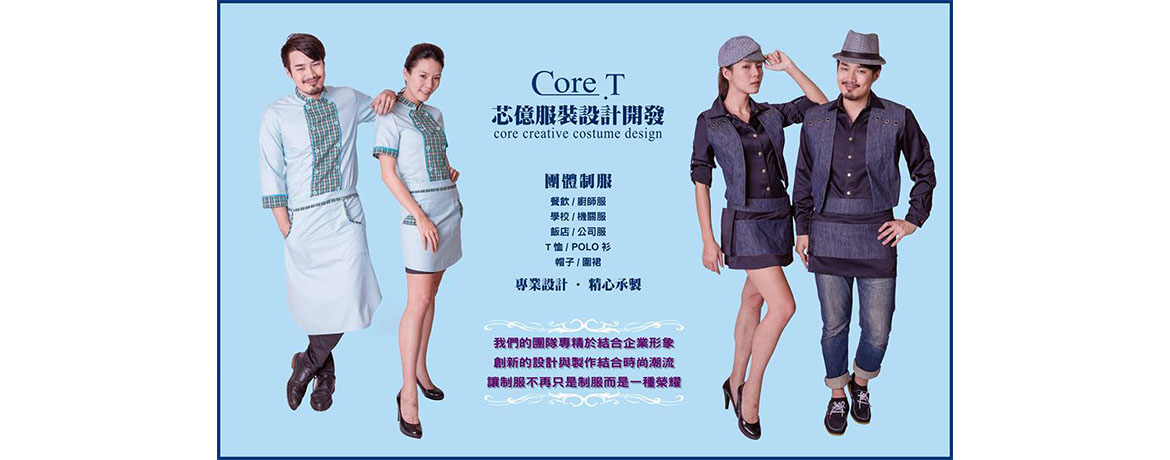 Core.T
芯億服裝設計開發
core creative costume design
團體制服
餐飲 / 廚師服
學校 / 機關服
飯店 / 公司服
T 恤 / POLO 衫
帽子 / 圍裙
專業設計 · 精心承製
我們的團隊專精於結合企業形象
創新的設計與製作結合時尚潮流
讓制服不再只是制服而是一種榮耀